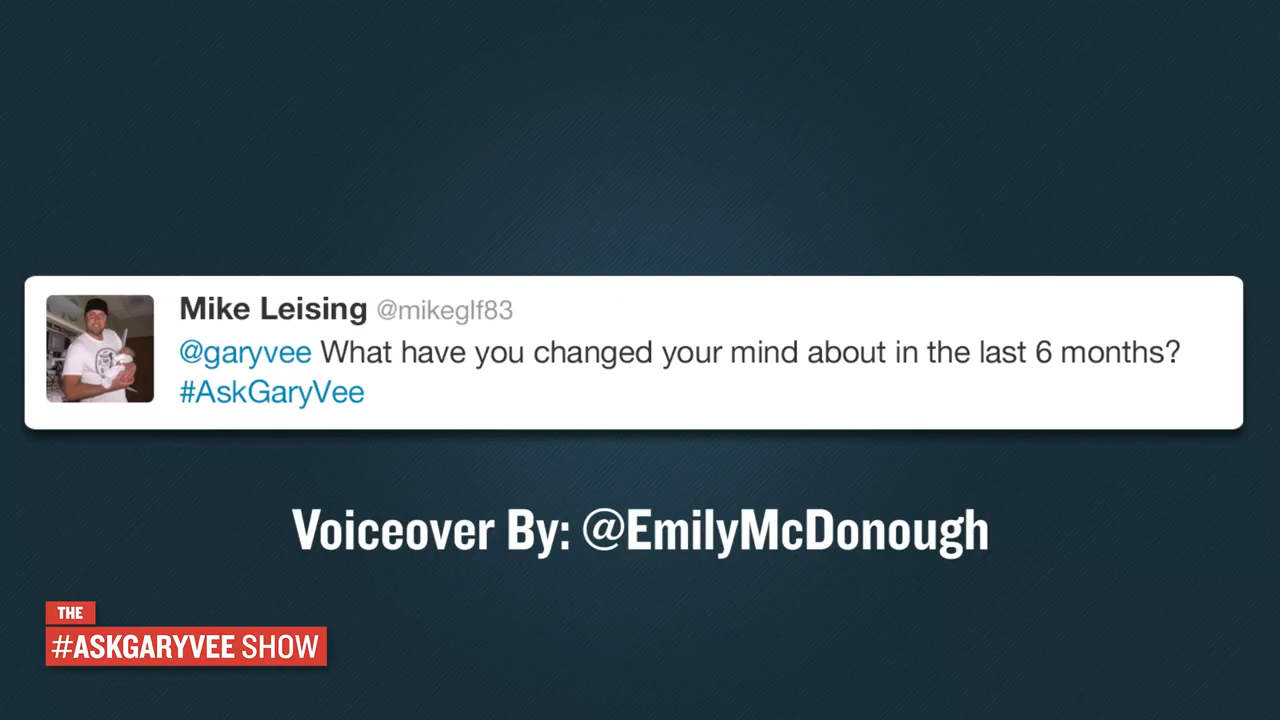 Mike Leising @mikeglf83
@garyvee What have you changed your mind about in the last 6 months?
#AskGaryVee
Voiceover By: @EmilyMcDonough
THE
#ASKGARYVEE SHOW